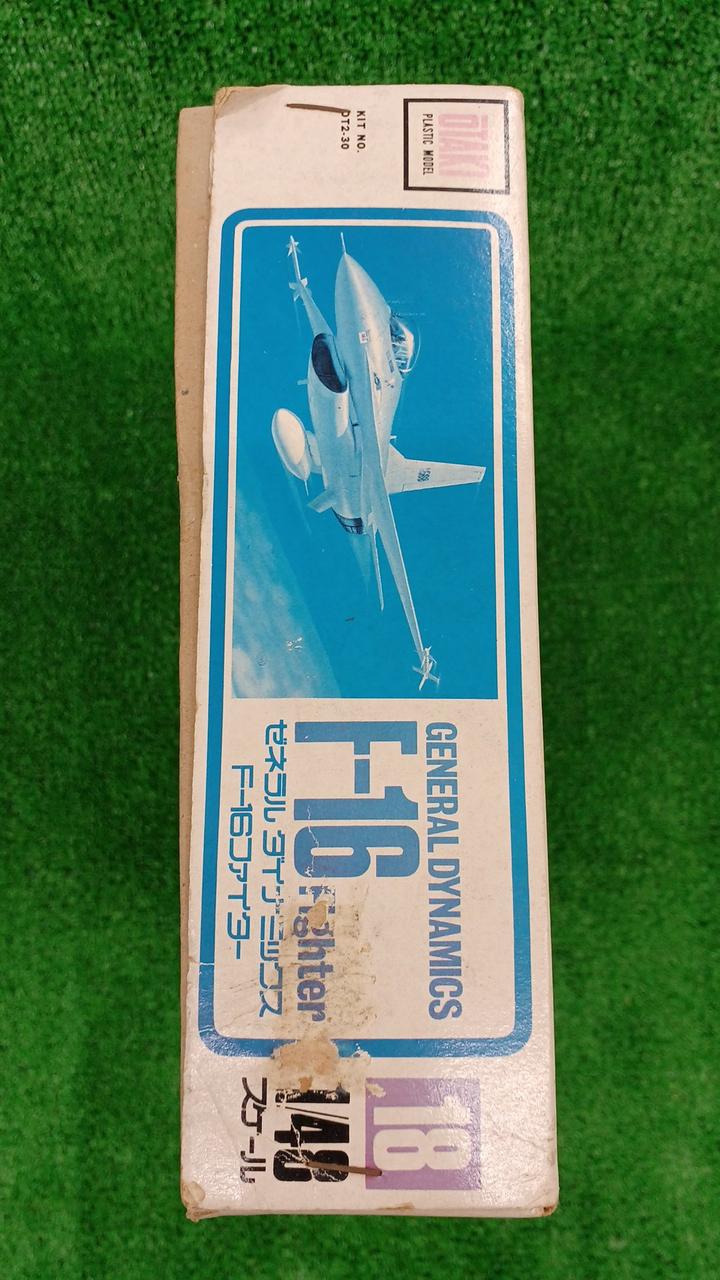 OTAKI
PLASTIC MODEL
KIT NO.
OT2-30
GENERAL DYNAMICS
F-16 Fighter
ゼネラル ダイナミックス
F-16ファイター
18
1/48
スケール